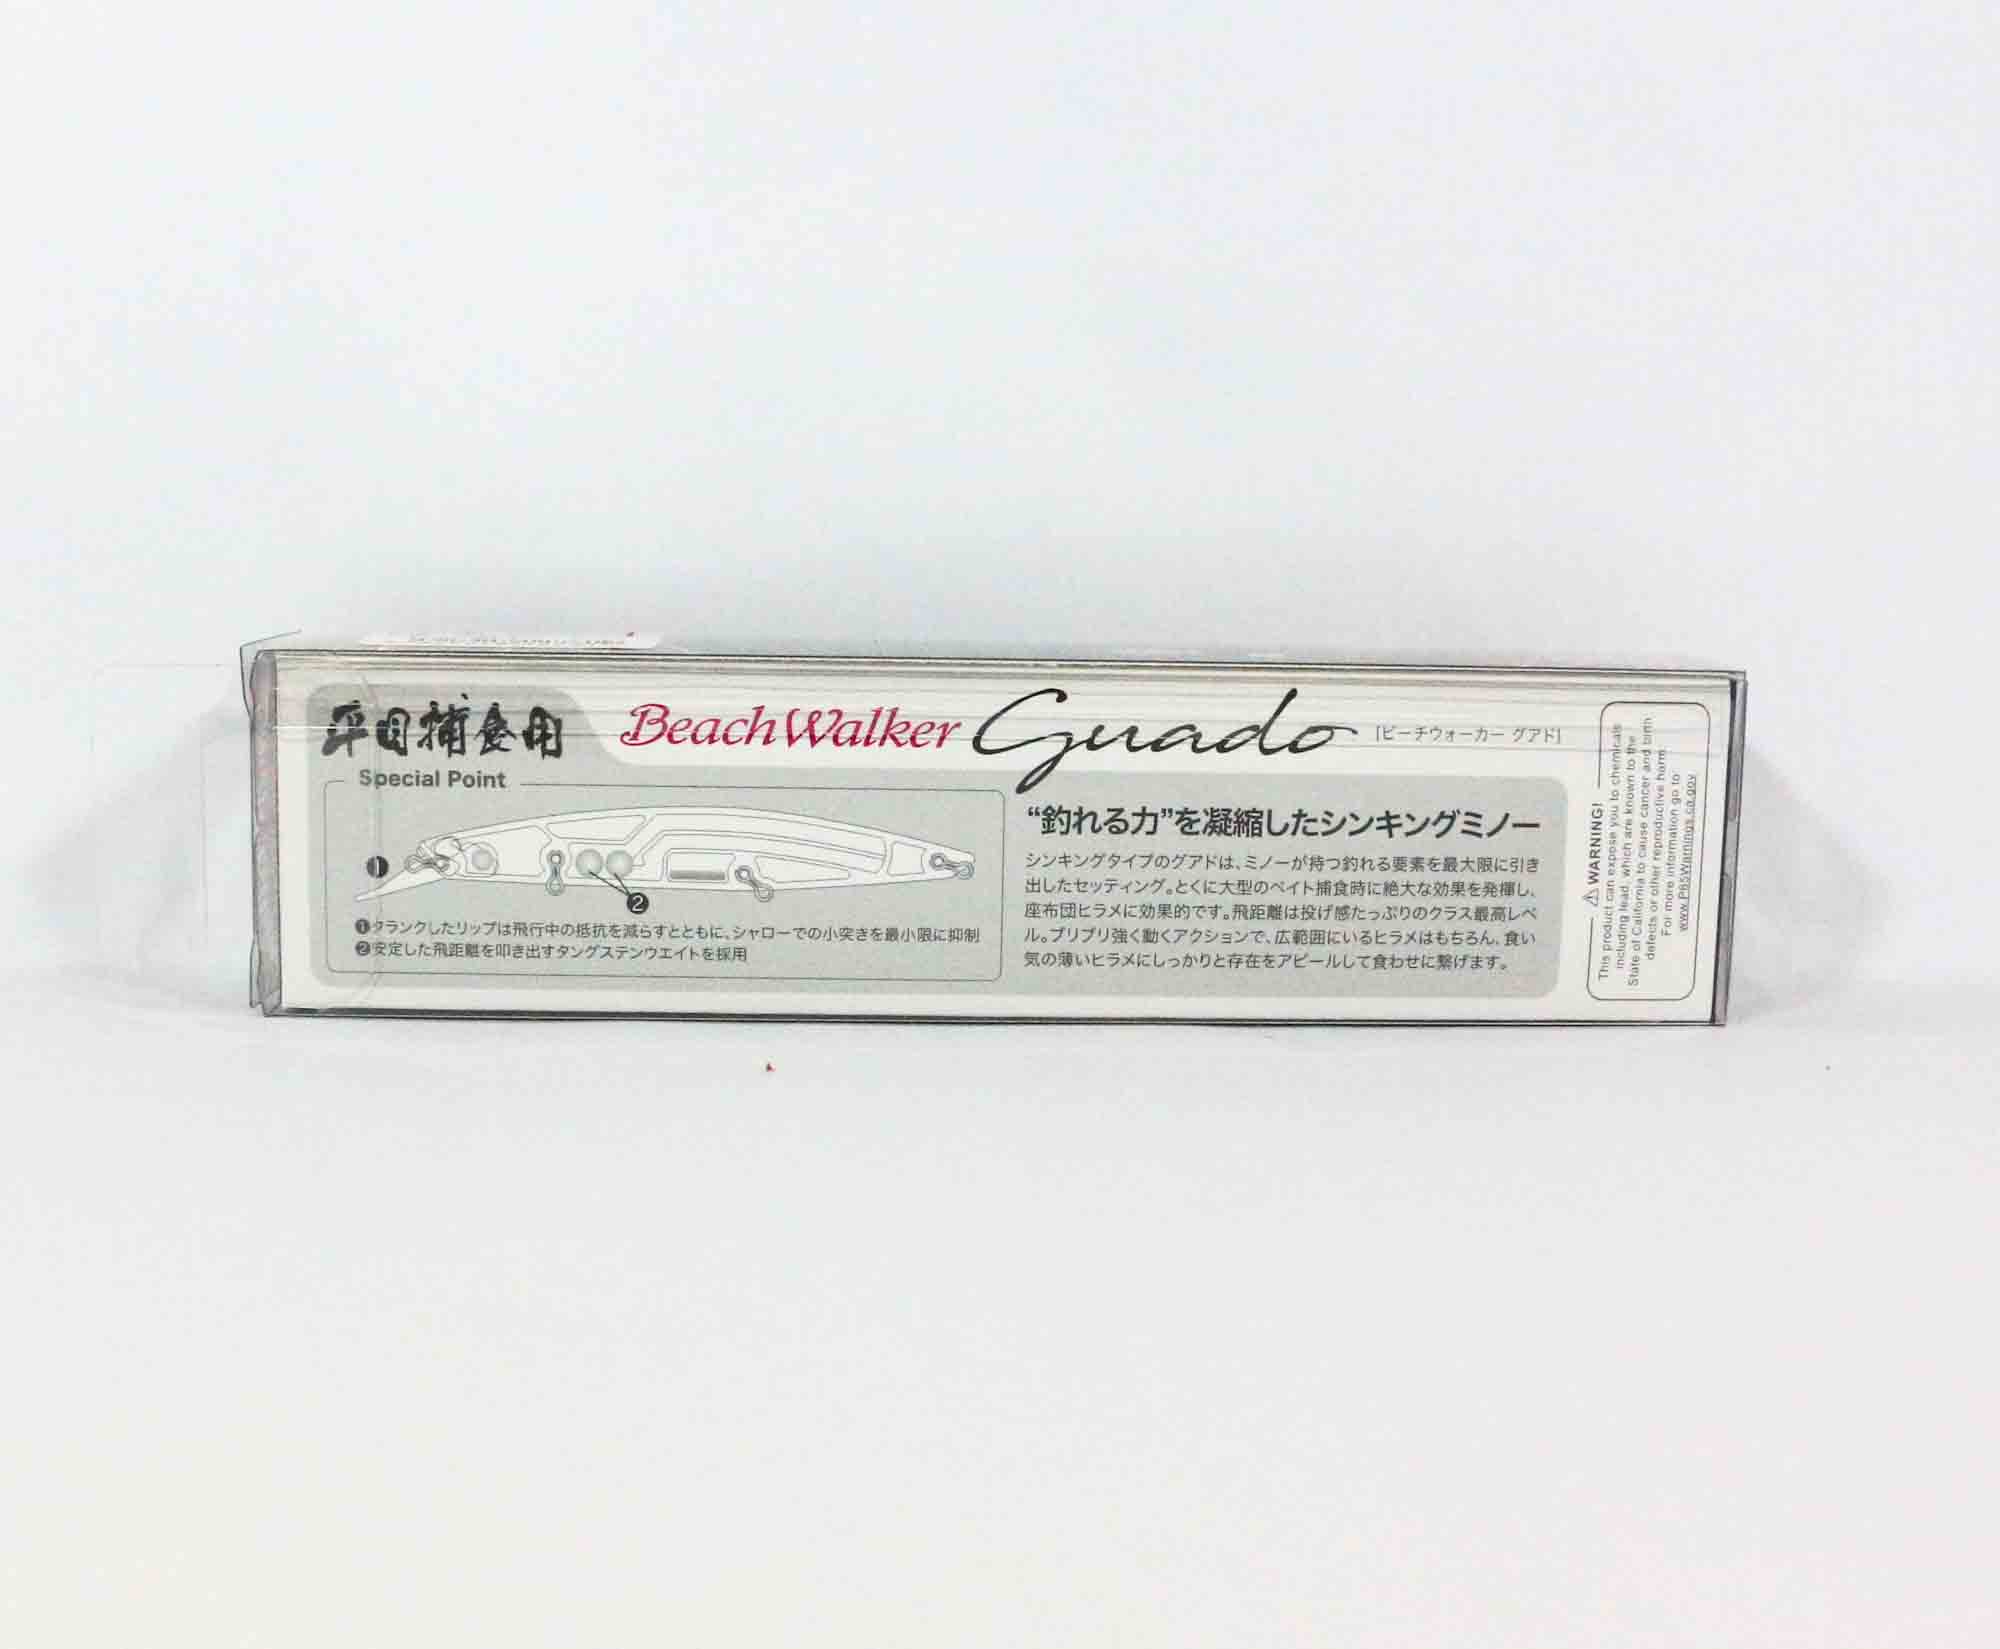 平目捕食用
BeachWalker Guado [ビーチウォーカー グアド]
Special Point
❶
❷
❶クランクしたリップは飛行中の抵抗を減らすとともに、シャローでの小突きを最小限に抑制
❷安定した飛距離を叩き出すタングステンウエイトを採用
“釣れる力”を凝縮したシンキングミノー
シンキングタイプのグアドは、ミノーが持つ釣れる要素を最大限に引き
出したセッティング。とくに大型のベイト捕食時に絶大な効果を発揮し、
座布団ヒラメに効果的です。飛距離は投げ感たっぷりのクラス最高レベ
ル。ブリブリ強く動くアクションで、広範囲にいるヒラメはもちろん、食い
気の薄いヒラメにしっかりと存在をアピールして食わせに繋げます。
⚠WARNING!
This product can expose you to chemicals
including lead, which are known to the
State of California to cause cancer and birth
defects or other reproductive harm.
For more information go to
www.P65Warnings.ca.gov